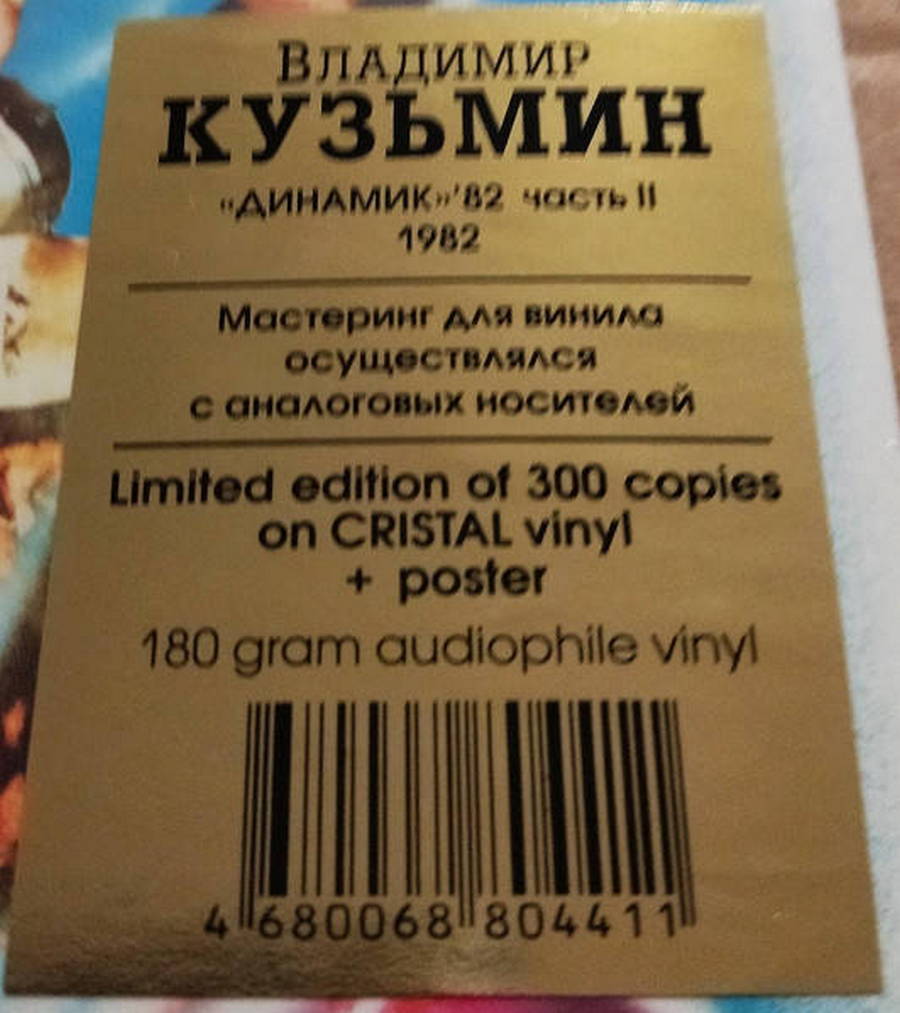 Владимир
КУЗЬМИН
«ДИНАМИК»'82 часть II
1982
Мастеринг для винила
осуществлялся
с аналоговых носителей
Limited edition of 300 copies
on CRISTAL vinyl
+ poster
180 gram audiophile vinyl
4 680068 804411